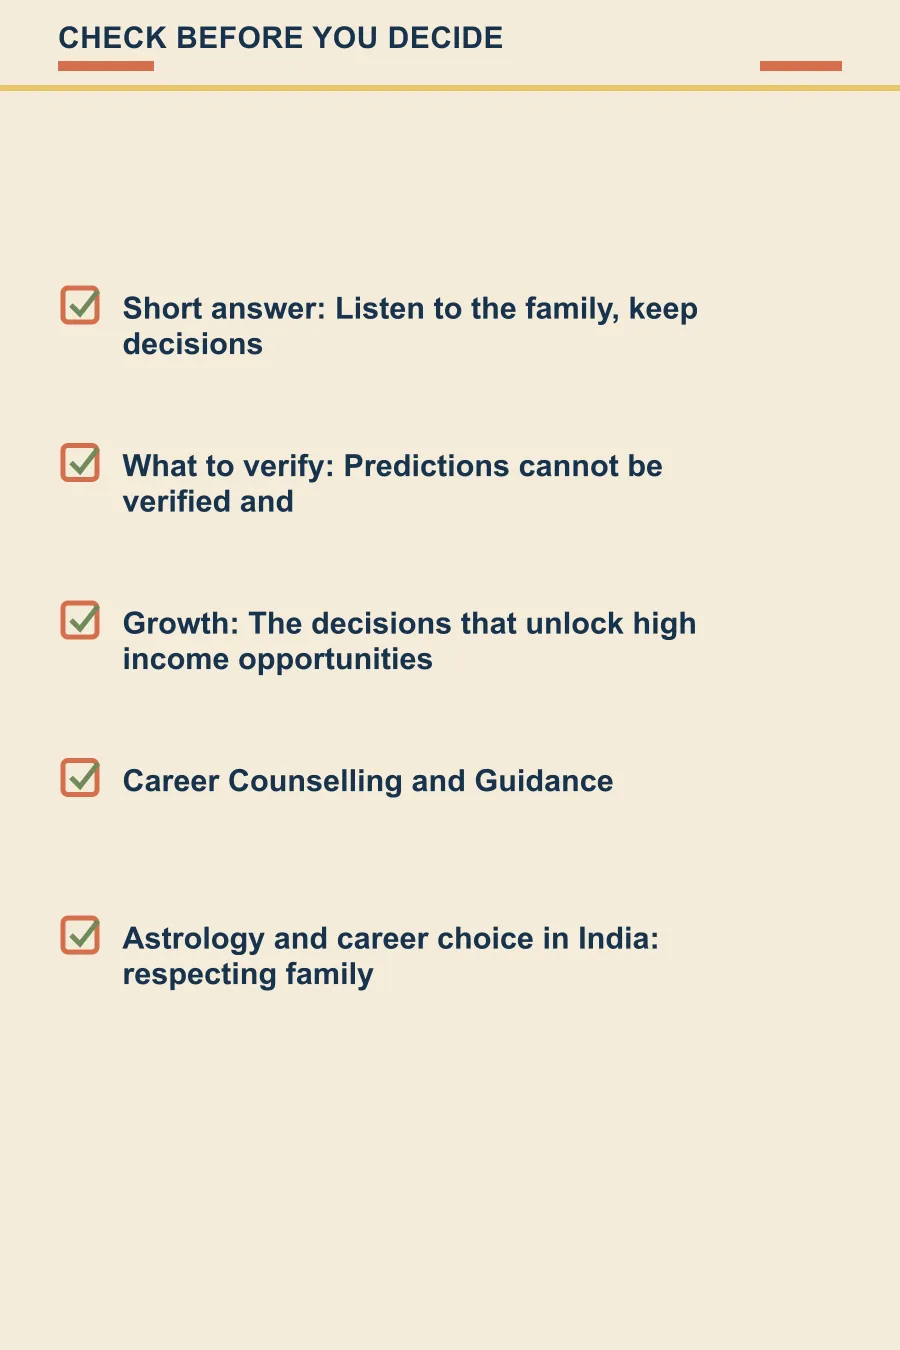 CHECK BEFORE YOU DECIDE
Short answer: Listen to the family, keep
decisions
What to verify: Predictions cannot be
verified and
Growth: The decisions that unlock high
income opportunities
Career Counselling and Guidance
Astrology and career choice in India:
respecting family